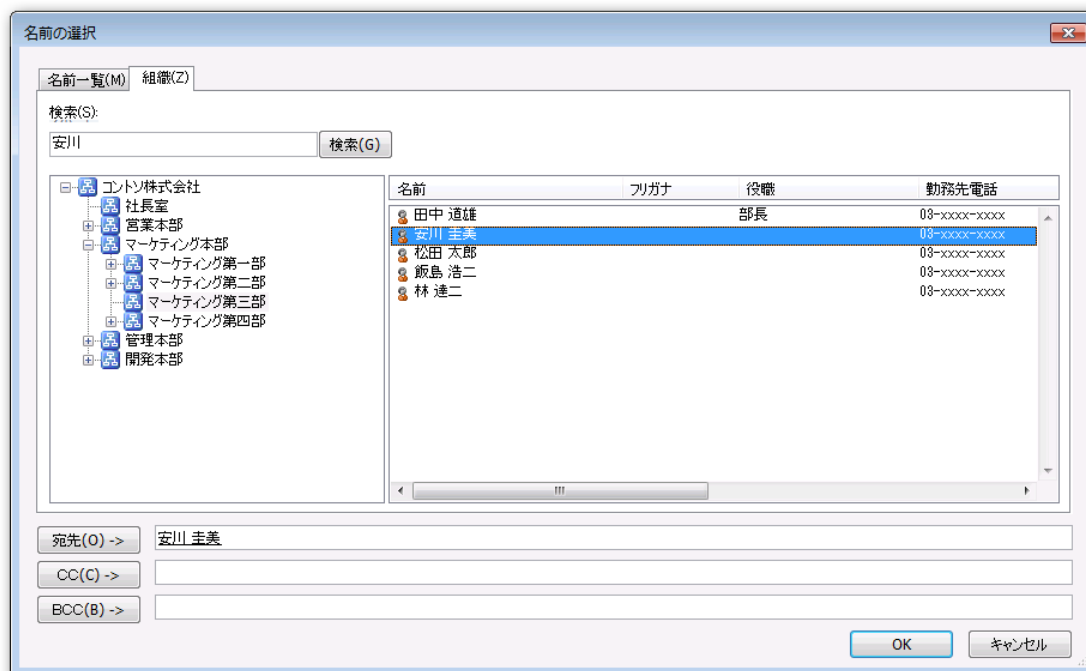 名前の選択
名前一覧(M) 組織(Z)
検索(S):
安川 検索(G)
コントソ株式会社
社長室
営業本部
マーケティング本部
マーケティング第一部
マーケティング第二部
マーケティング第三部
マーケティング第四部
管理本部
開発本部
名前 フリガナ 役職 勤務先電話
田中 道雄 部長 03-xxxx-xxxx
安川 圭美 03-xxxx-xxxx
松田 太郎 03-xxxx-xxxx
飯島 浩二 03-xxxx-xxxx
林 達二 03-xxxx-xxxx
宛先(O) -> 安川 圭美
CC(C) ->
BCC(B) ->
OK キャンセル